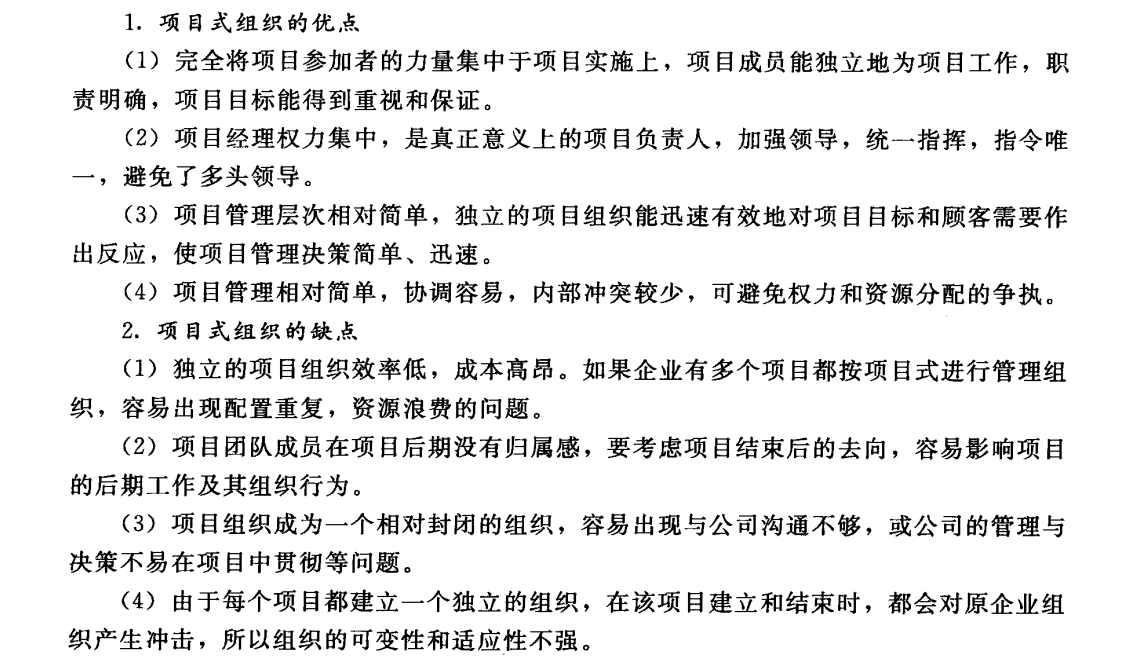 1. 项目式组织的优点
（1）完全将项目参加者的力量集中于项目实施上，项目成员能独立地为项目工作，职
责明确，项目目标能得到重视和保证。
（2）项目经理权力集中，是真正意义上的项目负责人，加强领导，统一指挥，指令唯
一，避免了多头领导。
（3）项目管理层次相对简单，独立的项目组织能迅速有效地对项目目标和顾客需要作
出反应，使项目管理决策简单、迅速。
（4）项目管理相对简单，协调容易，内部冲突较少，可避免权力和资源分配的争执。
2. 项目式组织的缺点
（1）独立的项目组织效率低，成本高昂。如果企业有多个项目都按项目式进行管理组
织，容易出现配置重复，资源浪费的问题。
（2）项目团队成员在项目后期没有归属感，要考虑项目结束后的去向，容易影响项目
的后期工作及其组织行为。
（3）项目组织成为一个相对封闭的组织，容易出现与公司沟通不够，或公司的管理与
决策不易在项目中贯彻等问题。
（4）由于每个项目都建立一个独立的组织，在该项目建立和结束时，都会对原企业组
织产生冲击，所以组织的可变性和适应性不强。